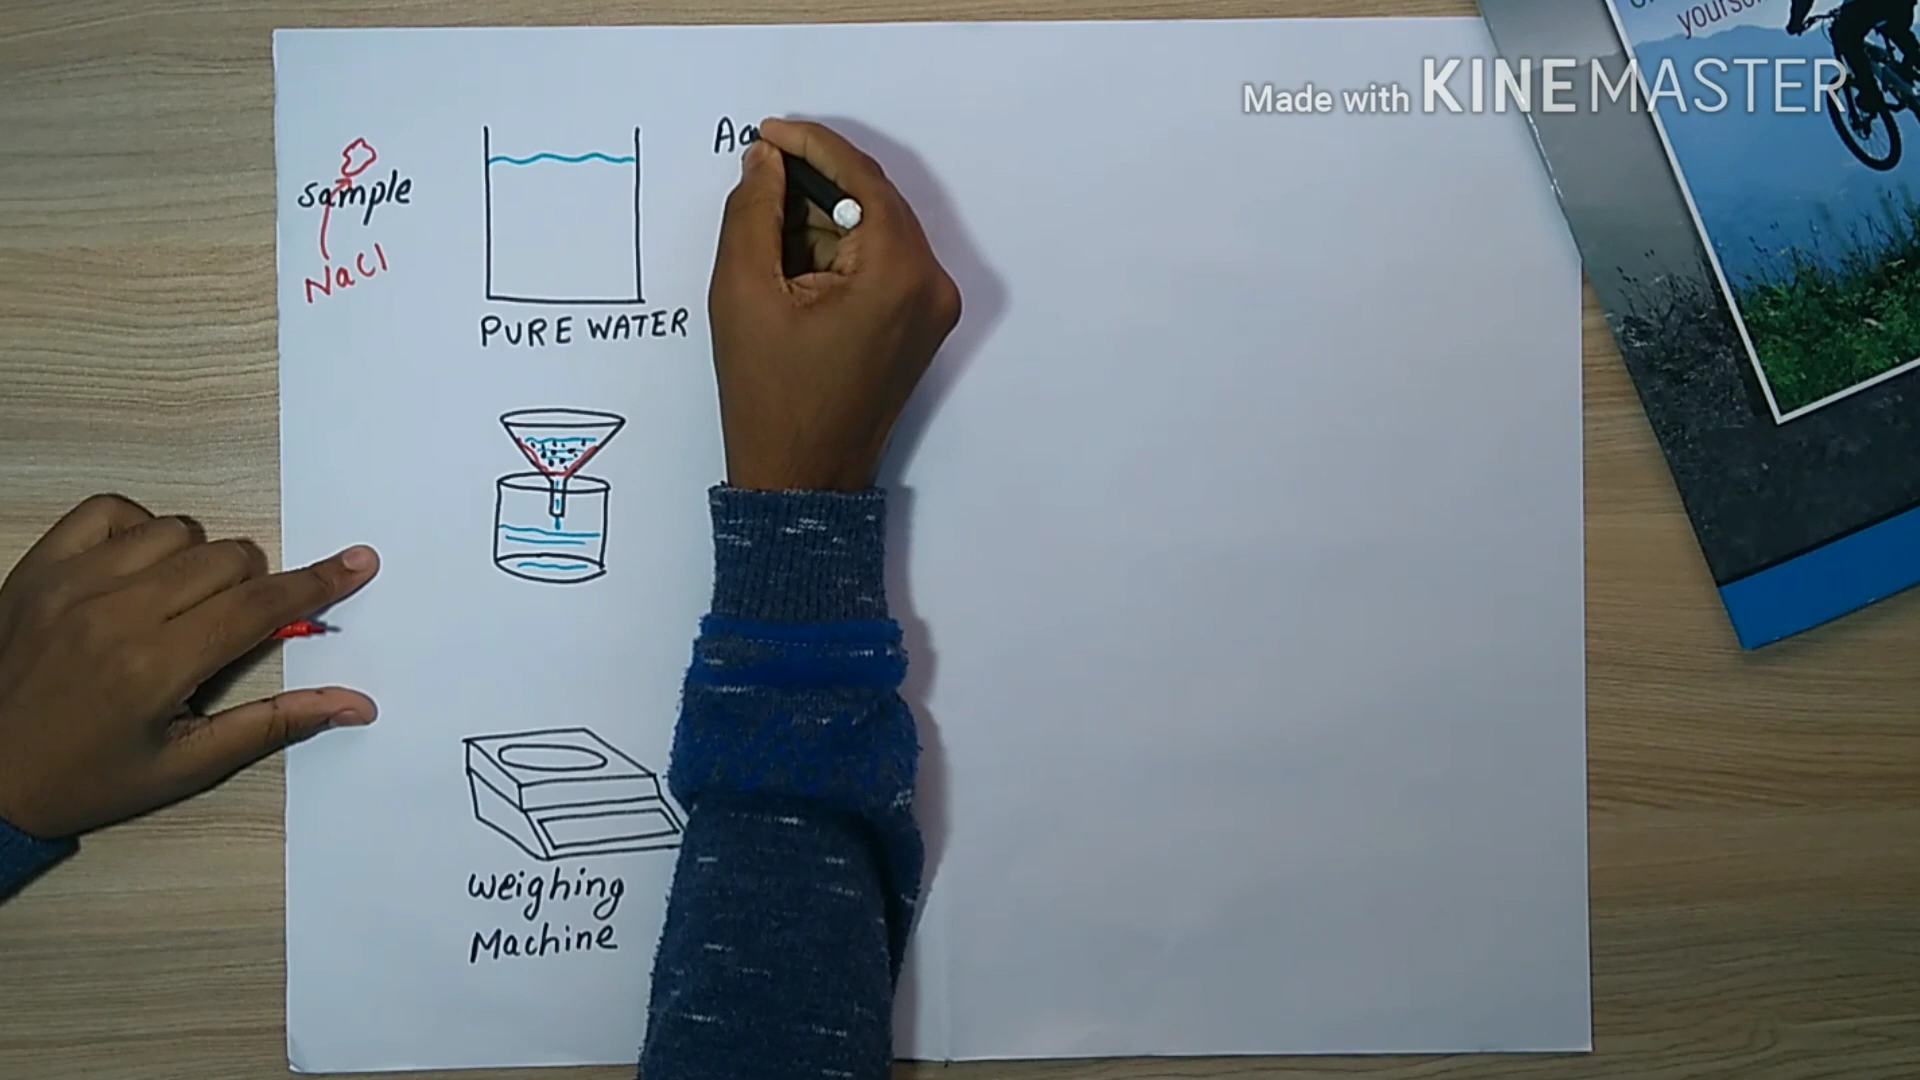 Made with KINEMASTER
sample
NaCl
PURE WATER
weighing
Machine